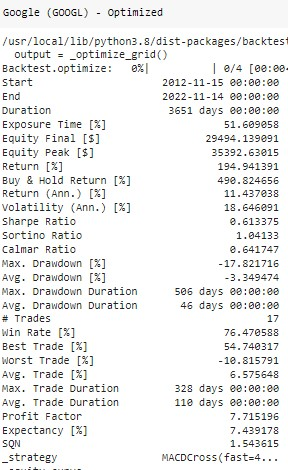 Google (GOOGL) - Optimized
/usr/local/lib/python3.8/dist-packages/backtest
output = _optimize_grid()
Backtest.optimize: 0%| | 0/4 [00:00
Start 2012-11-15 00:00:00
End 2022-11-14 00:00:00
Duration 3651 days 00:00:00
Exposure Time [%] 51.609058
Equity Final [$] 29494.139091
Equity Peak [$] 35392.63015
Return [%] 194.941391
Buy & Hold Return [%] 490.824656
Return (Ann.) [%] 11.437038
Volatility (Ann.) [%] 18.646091
Sharpe Ratio 0.613375
Sortino Ratio 1.04133
Calmar Ratio 0.641747
Max. Drawdown [%] -17.821716
Avg. Drawdown [%] -3.349474
Max. Drawdown Duration 506 days 00:00:00
Avg. Drawdown Duration 46 days 00:00:00
# Trades 17
Win Rate [%] 76.470588
Best Trade [%] 54.740317
Worst Trade [%] -10.815791
Avg. Trade [%] 6.575648
Max. Trade Duration 328 days 00:00:00
Avg. Trade Duration 110 days 00:00:00
Profit Factor 7.715196
Expectancy [%] 7.439178
SQN 1.543615
_strategy MACDCross(fast=4...